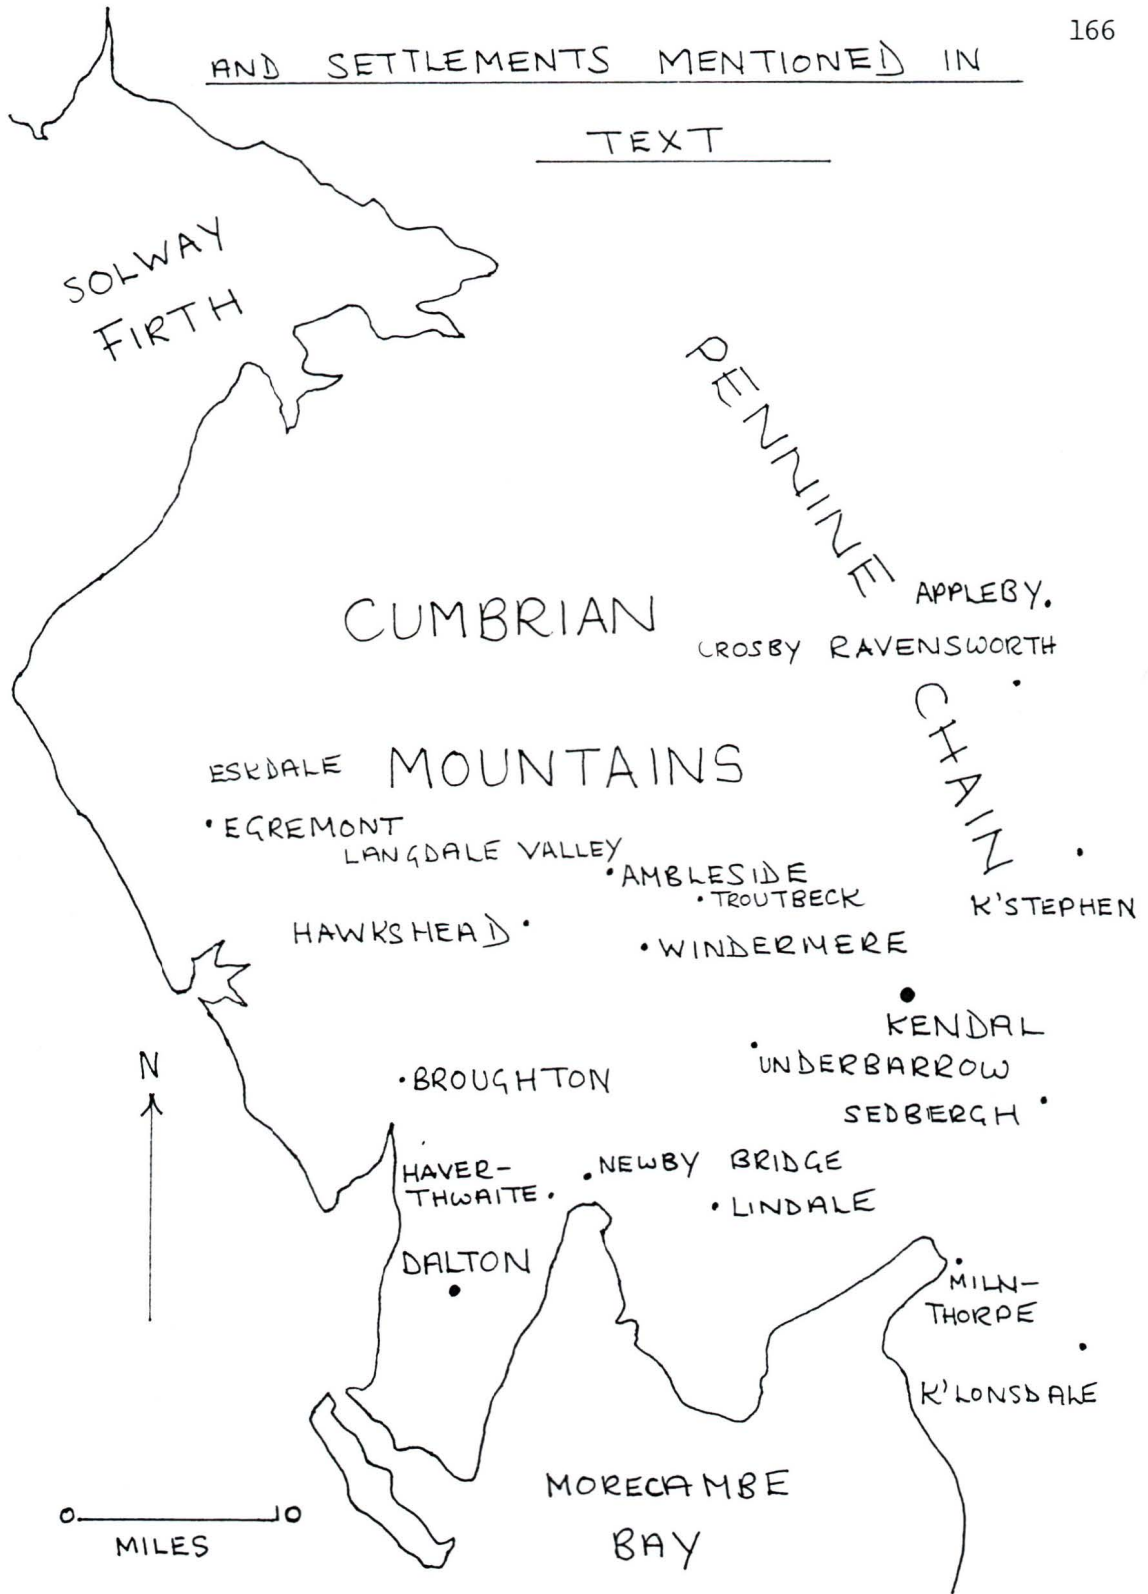 166
AND SETTLEMENTS MENTIONED IN
TEXT
SOLWAY
FIRTH
PENNINE
APPLEBY.
CUMBRIAN
CROSBY RAVENSWORTH
CHAIN
ESKDALE
MOUNTAINS
EGREMONT
LANGDALE VALLEY
AMBLESIDE
TROUTBECK
K'STEPHEN
HAWKSHEAD
WINDERMERE
KENDAL
N
UNDERBARROW
BROUGHTON
SEDBERGH
HAVER-
THWAITE
NEWBY BRIDGE
LINDALE
DALTON
MILN-
THORPE
K'LONSDALE
MORECAMBE
BAY
0 10
MILES